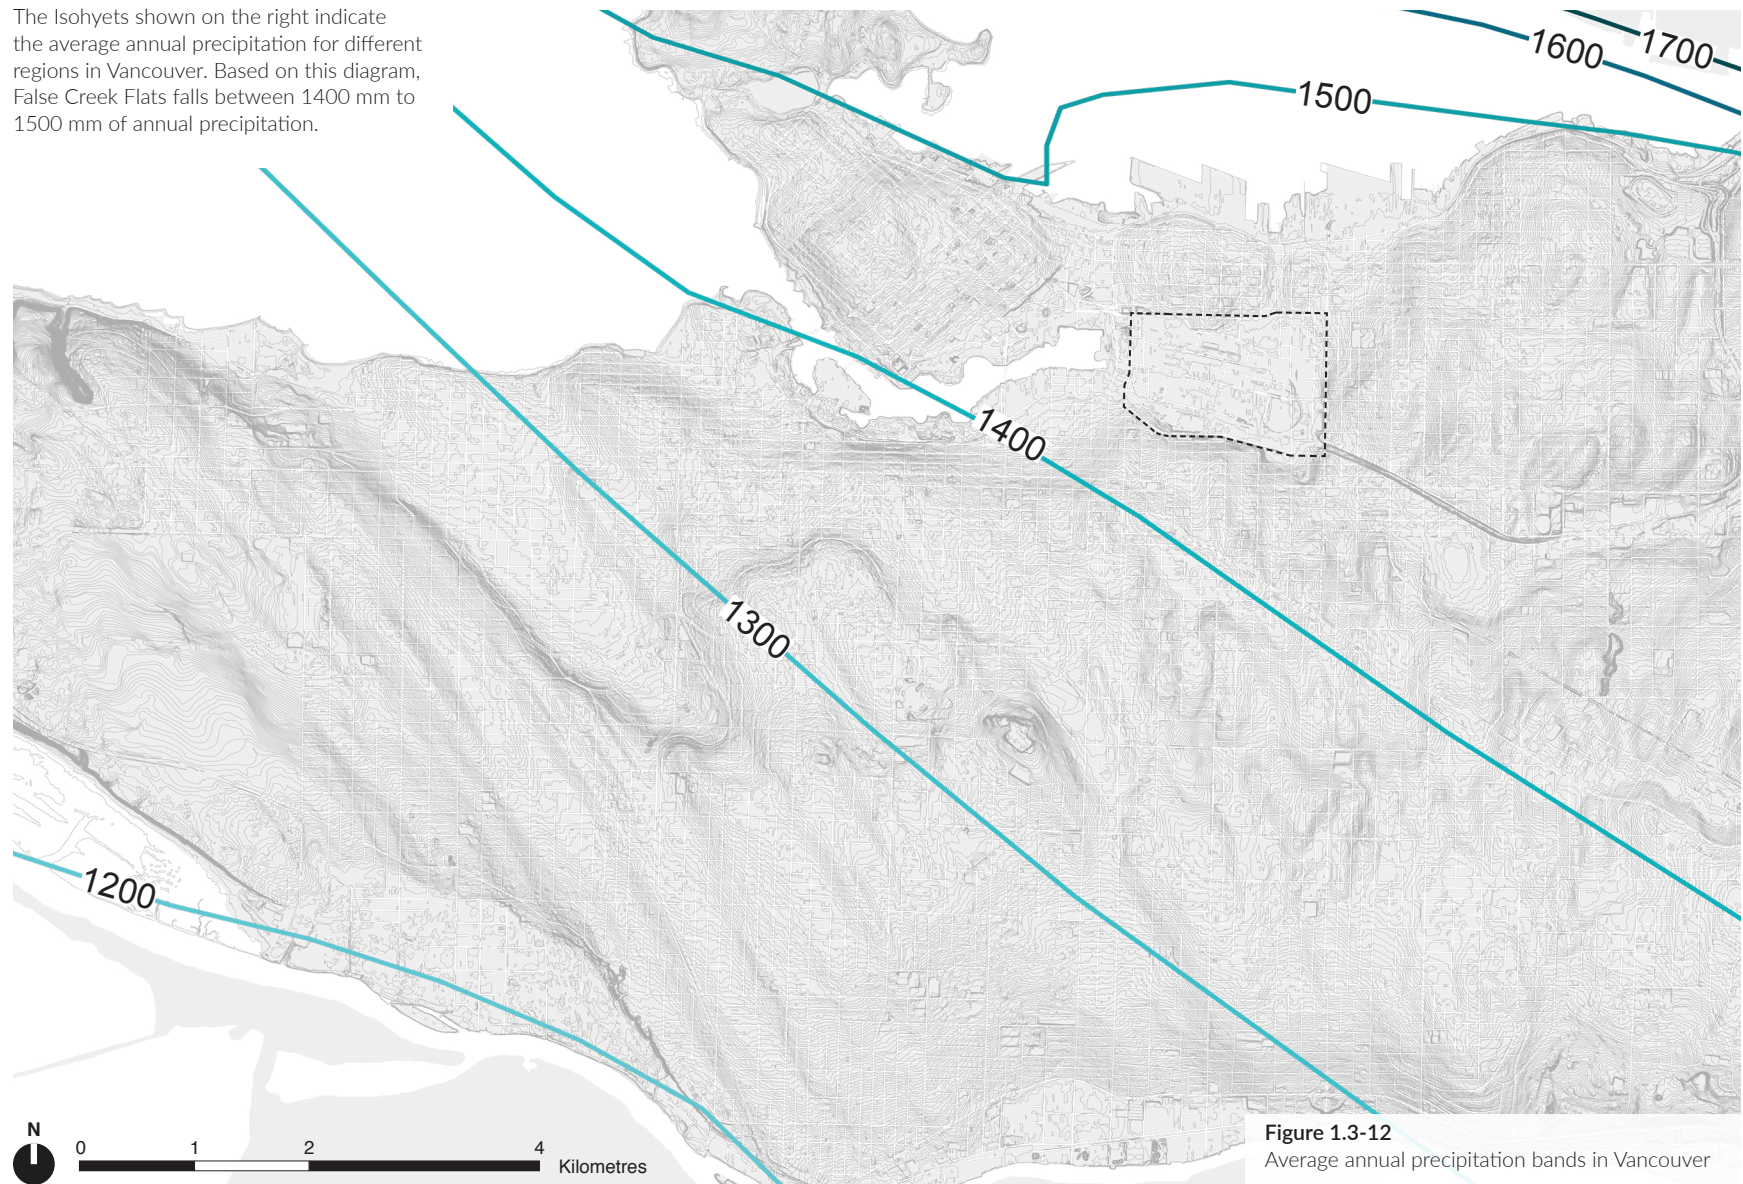 The Isohyets shown on the right indicate
the average annual precipitation for different
regions in Vancouver. Based on this diagram,
False Creek Flats falls between 1400 mm to
1500 mm of annual precipitation.
1700
1600
1500
1400
1300
1200
N
0 1 2 4
Kilometres
Figure 1.3-12
Average annual precipitation bands in Vancouver